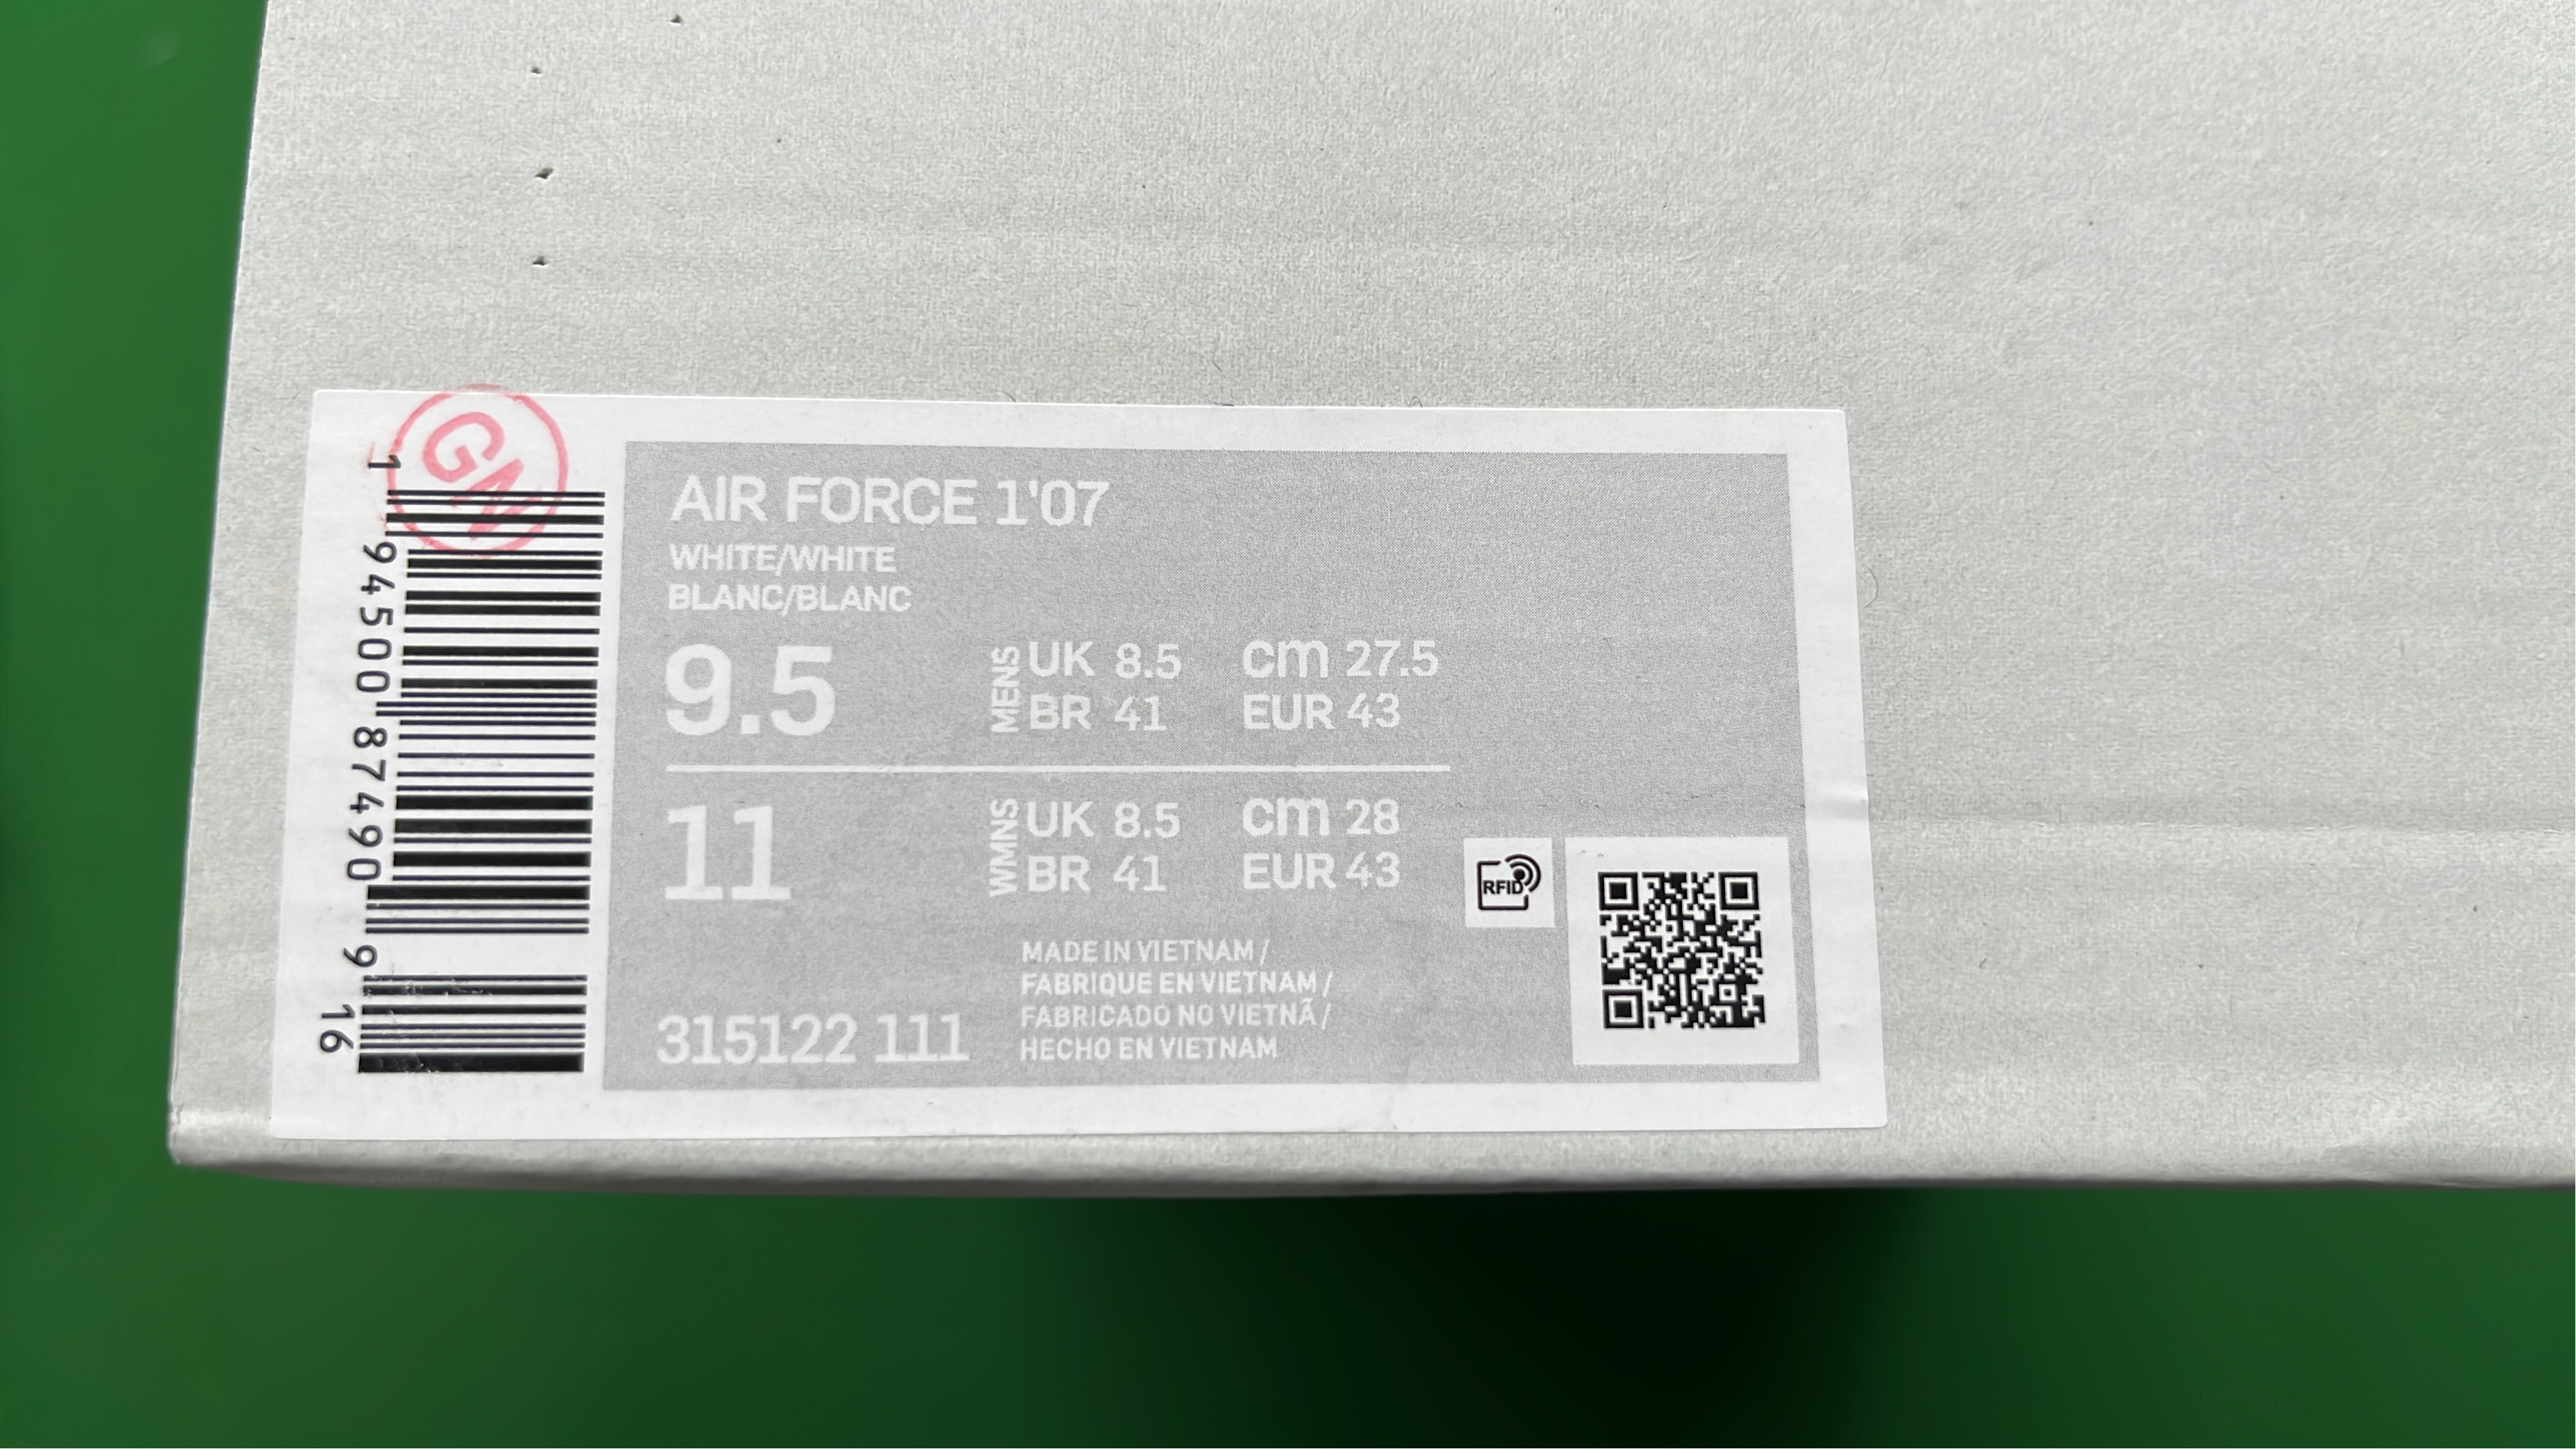 GN
1 94500 87490 9 16
AIR FORCE 1'07
WHITE/WHITE
BLANC/BLANC
9.5 MENS UK 8.5 cm 27.5
BR 41 EUR 43
11 WMNS UK 8.5 cm 28
BR 41 EUR 43
RFID
MADE IN VIETNAM /
FABRIQUE EN VIETNAM /
FABRICADO NO VIETNÃ /
HECHO EN VIETNAM
315122 111